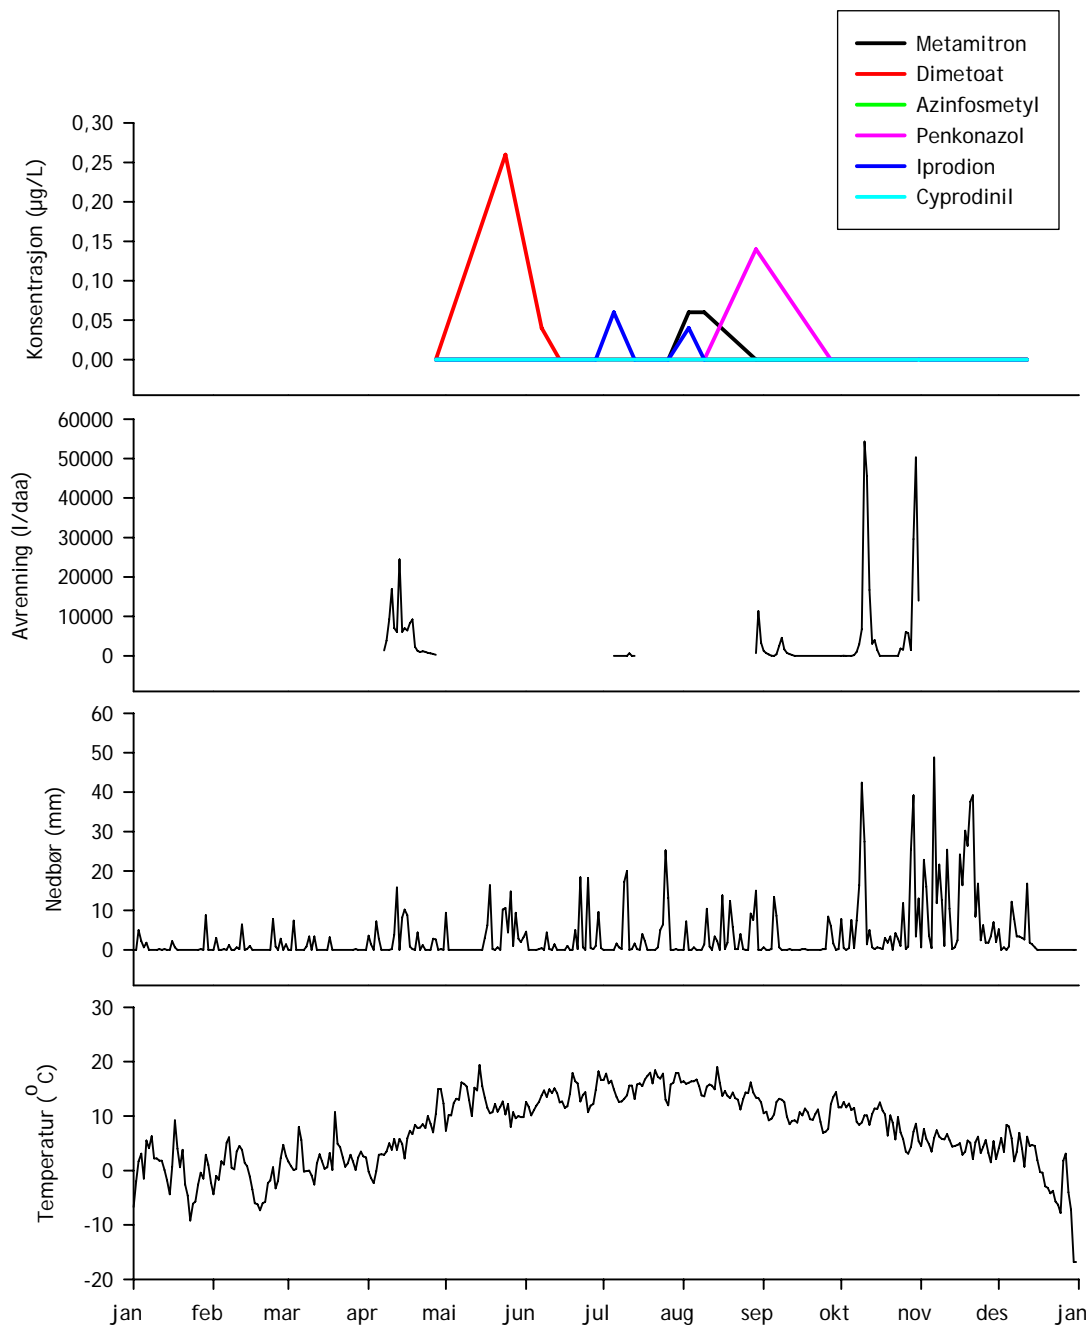 Metamitron
Dimetoat
Azinfosmetyl
Penkonazol
Iprodion
Cyprodinil
Konsentrasjon (µg/L)
0,30
0,25
0,20
0,15
0,10
0,05
0,00
Avrenning (l/daa)
60000
50000
40000
30000
20000
10000
0
Nedbør (mm)
60
50
40
30
20
10
0
Temperatur (°C)
30
20
10
0
-10
-20
jan feb mar apr mai jun jul aug sep okt nov des jan